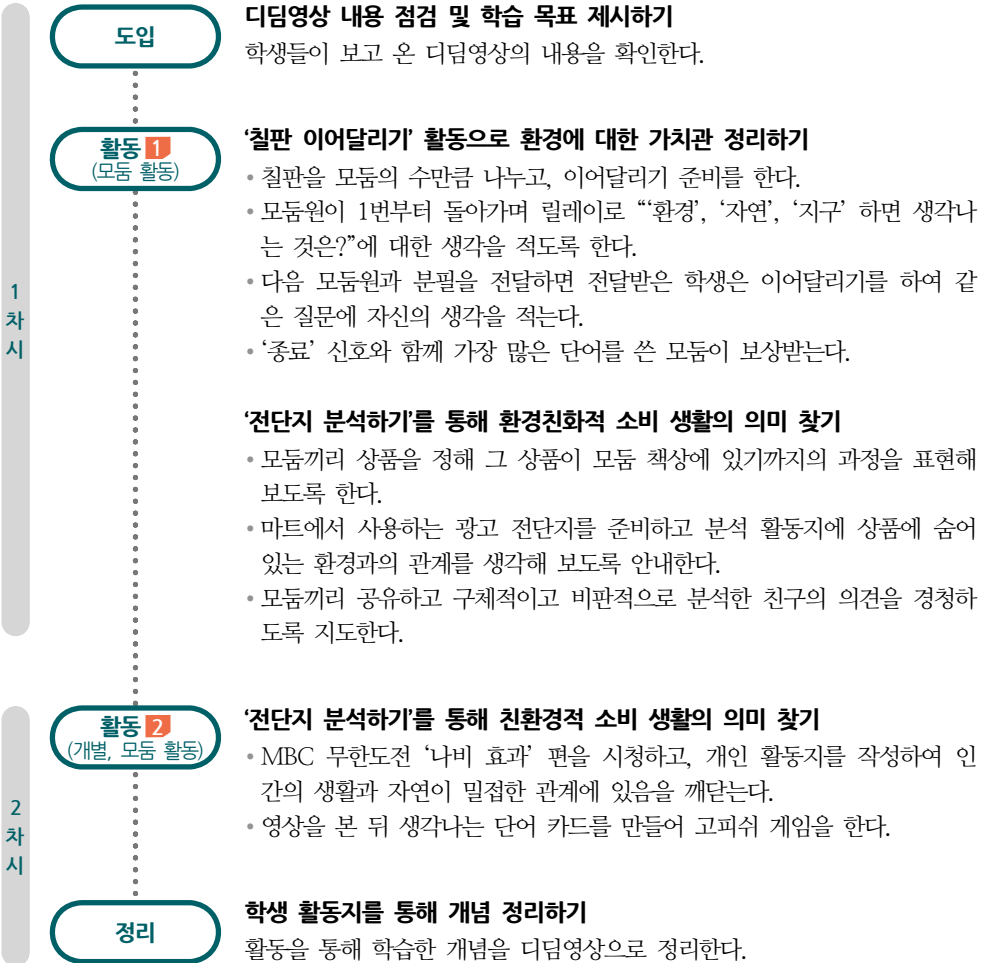 1
차
시
도입
디딤영상 내용 점검 및 학습 목표 제시하기
학생들이 보고 온 디딤영상의 내용을 확인한다.
활동 1
(모둠 활동)
‘칠판 이어달리기’ 활동으로 환경에 대한 가치관 정리하기
• 칠판을 모둠의 수만큼 나누고, 이어달리기 준비를 한다.
• 모둠원이 1번부터 돌아가며 릴레이로 “‘환경’, ‘자연’, ‘지구’ 하면 생각나
는 것은?”에 대한 생각을 적도록 한다.
• 다음 모둠원과 분필을 전달하면 전달받은 학생은 이어달리기를 하여 같
은 질문에 자신의 생각을 적는다.
• ‘종료’ 신호와 함께 가장 많은 단어를 쓴 모둠이 보상받는다.
‘전단지 분석하기’를 통해 환경친화적 소비 생활의 의미 찾기
• 모둠끼리 상품을 정해 그 상품이 모둠 책상에 있기까지의 과정을 표현해
보도록 한다.
• 마트에서 사용하는 광고 전단지를 준비하고 분석 활동지에 상품에 숨어
있는 환경과의 관계를 생각해 보도록 안내한다.
• 모둠끼리 공유하고 구체적이고 비판적으로 분석한 친구의 의견을 경청하
도록 지도한다.
2
차
시
활동 2
(개별, 모둠 활동)
‘전단지 분석하기’를 통해 친환경적 소비 생활의 의미 찾기
• MBC 무한도전 ‘나비 효과’ 편을 시청하고, 개인 활동지를 작성하여 인
간의 생활과 자연이 밀접한 관계에 있음을 깨닫는다.
• 영상을 본 뒤 생각나는 단어 카드를 만들어 고피쉬 게임을 한다.
정리
학생 활동지를 통해 개념 정리하기
활동을 통해 학습한 개념을 디딤영상으로 정리한다.